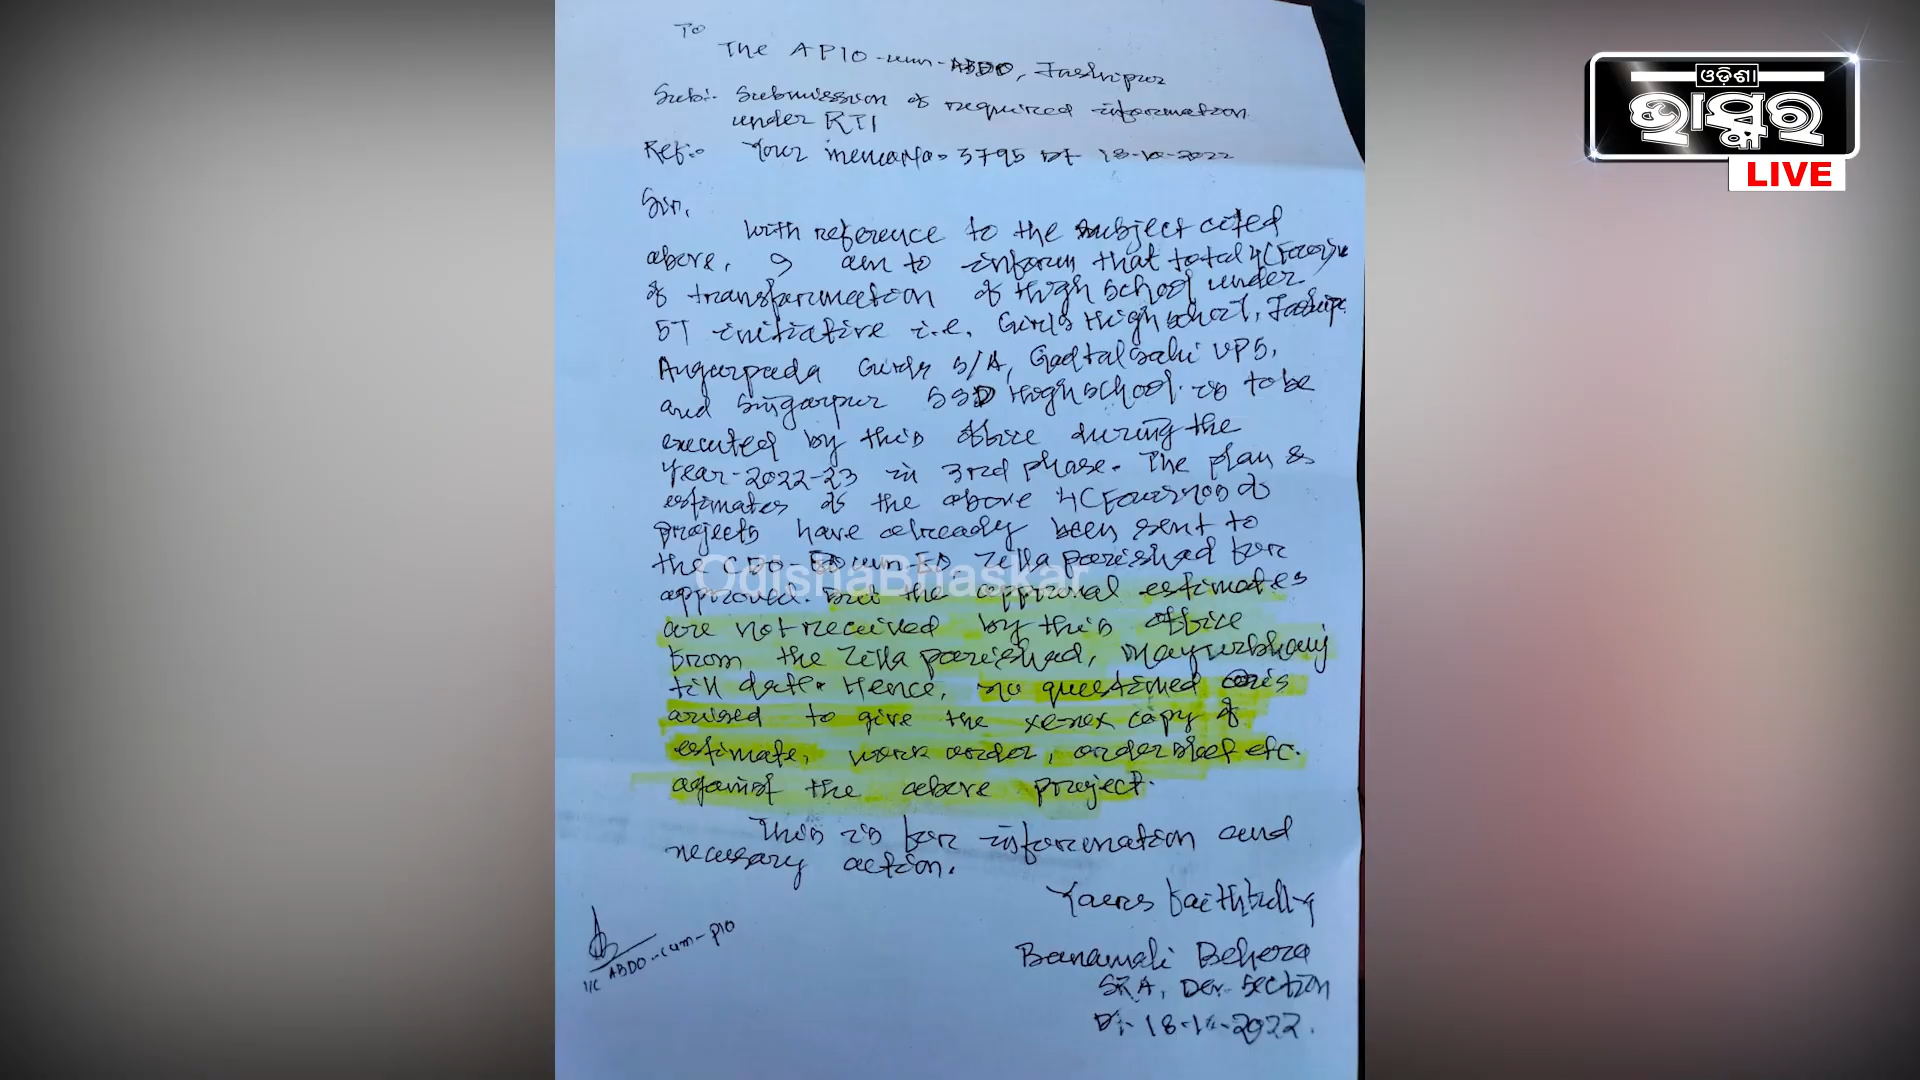 To
The APIO-cum-ABDO, Jashipur
Sub:- Submission of required information
under RTI
Ref:- Your memo No- 3795 Dt 18-10-2022
Sir,
With reference to the subject cited
above, I am to inform that total 4(Four)
of transformation of High School under
5T initiative i.e. Girls High school,
Angarpada Girls S/A, Gadtalsahi UPS,
and Singarpur SSD High School is to be
executed by this office during the
year-2022-23 in 3rd phase. The plan &
estimates of the above 4(Four) nos of
projects have already been sent to
the CDO- cum-EO, Zilla parishad for
approval. But the approval estimates
are not received by this office
from the Zilla parishad, Mayurbhanj
till date. Hence, no questined is
arised to give the xerox copy of
estimate, work order, order sheet etc.
against the above project.
This is for information and
necessary action.
Yours faithfully
Banamali Behera
SRA, Dev. Section
Dt- 18-1 -2022.
I/C ABDO-cum-PIO
OdishaBhaskar
ଓଡ଼ିଶା
ଭାସ୍କର
LIVE